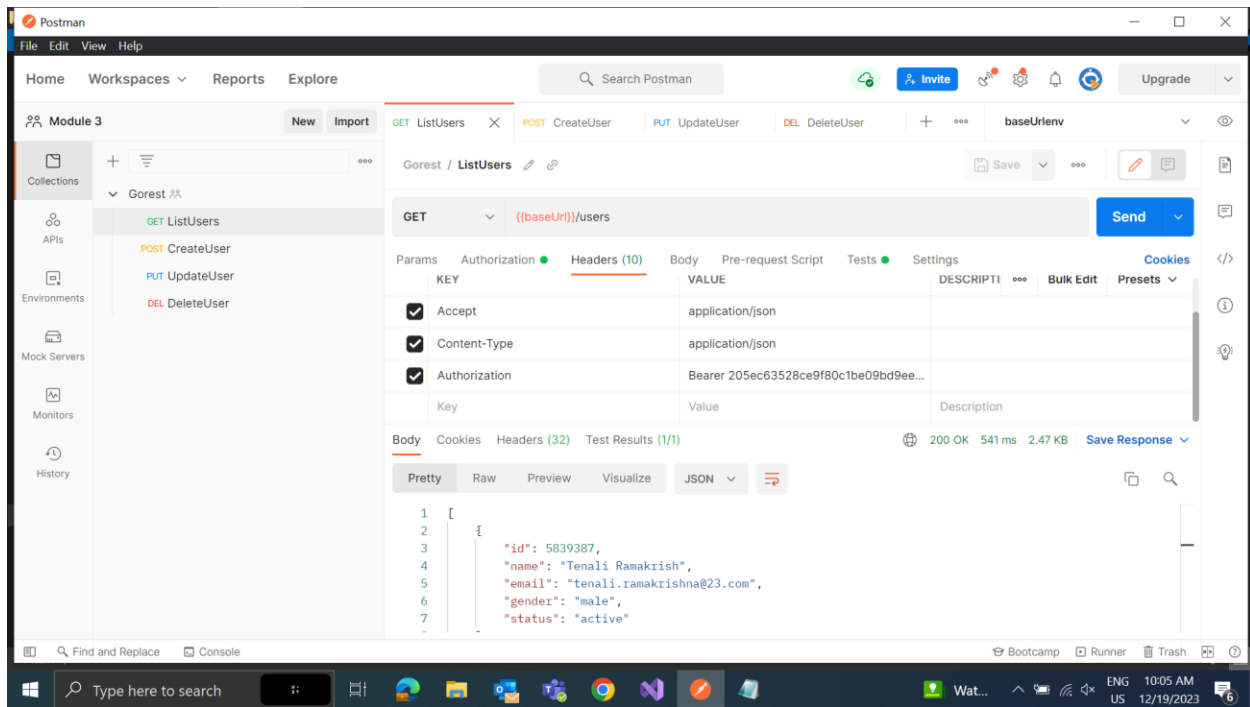 Postman
File Edit View Help
Home Workspaces Reports Explore Search Postman Invite Upgrade
Module 3 New Import GET ListUsers POST CreateUser PUT UpdateUser DEL DeleteUser baseUrlenv
Collections
Gorest / ListUsers Save
Gorest
GET ListUsers
POST CreateUser
PUT UpdateUser
DEL DeleteUser
APIs
Environments
Mock Servers
Monitors
History
GET {{baseUrl}}/users Send
Params Authorization Headers (10) Body Pre-request Script Tests Settings Cookies
KEY VALUE DESCRIPTI Bulk Edit Presets
Accept application/json
Content-Type application/json
Authorization Bearer 205ec63528ce9f80c1be09bd9ee...
Key Value Description
Body Cookies Headers (32) Test Results (1/1) 200 OK 541 ms 2.47 KB Save Response
Pretty Raw Preview Visualize JSON
1 [
2 {
3 "id": 5839387,
4 "name": "Tenali Ramakrish",
5 "email": "tenali.ramakrishna@23.com",
6 "gender": "male",
7 "status": "active"
Find and Replace Console Bootcamp Runner Trash
Type here to search Wat... ENG 10:05 AM
US 12/19/2023 6